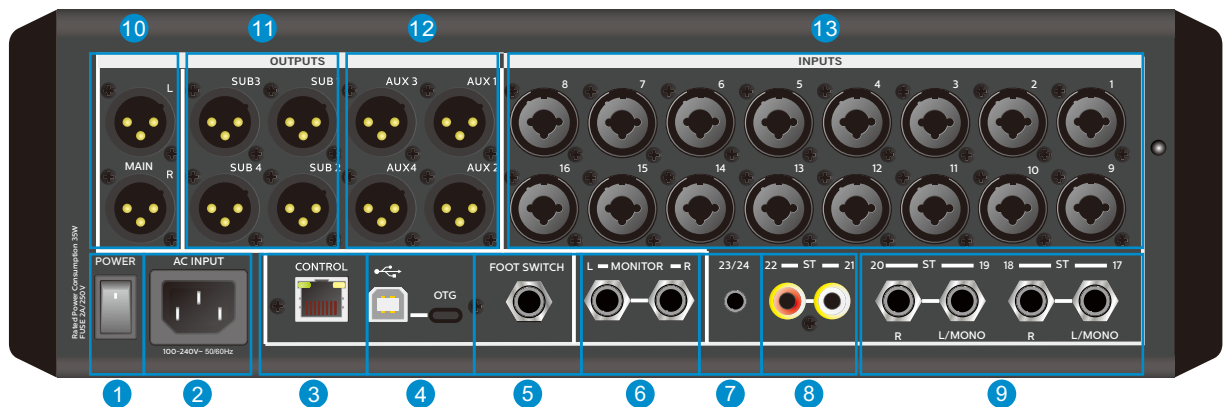 10 11 12 13
OUTPUTS INPUTS
L SUB3 SUB AUX 3 AUX 1 8 7 6 5 4 3 2 1
MAIN R SUB 4 SUB 2 AUX4 AUX 2 16 15 14 13 12 11 10 9
Rated Power Consumption 35W
FUSE 2A/250V
POWER AC INPUT CONTROL OTG FOOT SWITCH L MONITOR R 23/24 22 ST 21 20 ST 19 18 ST 17
100-240V~ 50/60Hz
R L/MONO R L/MONO
1 2 3 4 5 6 7 8 9